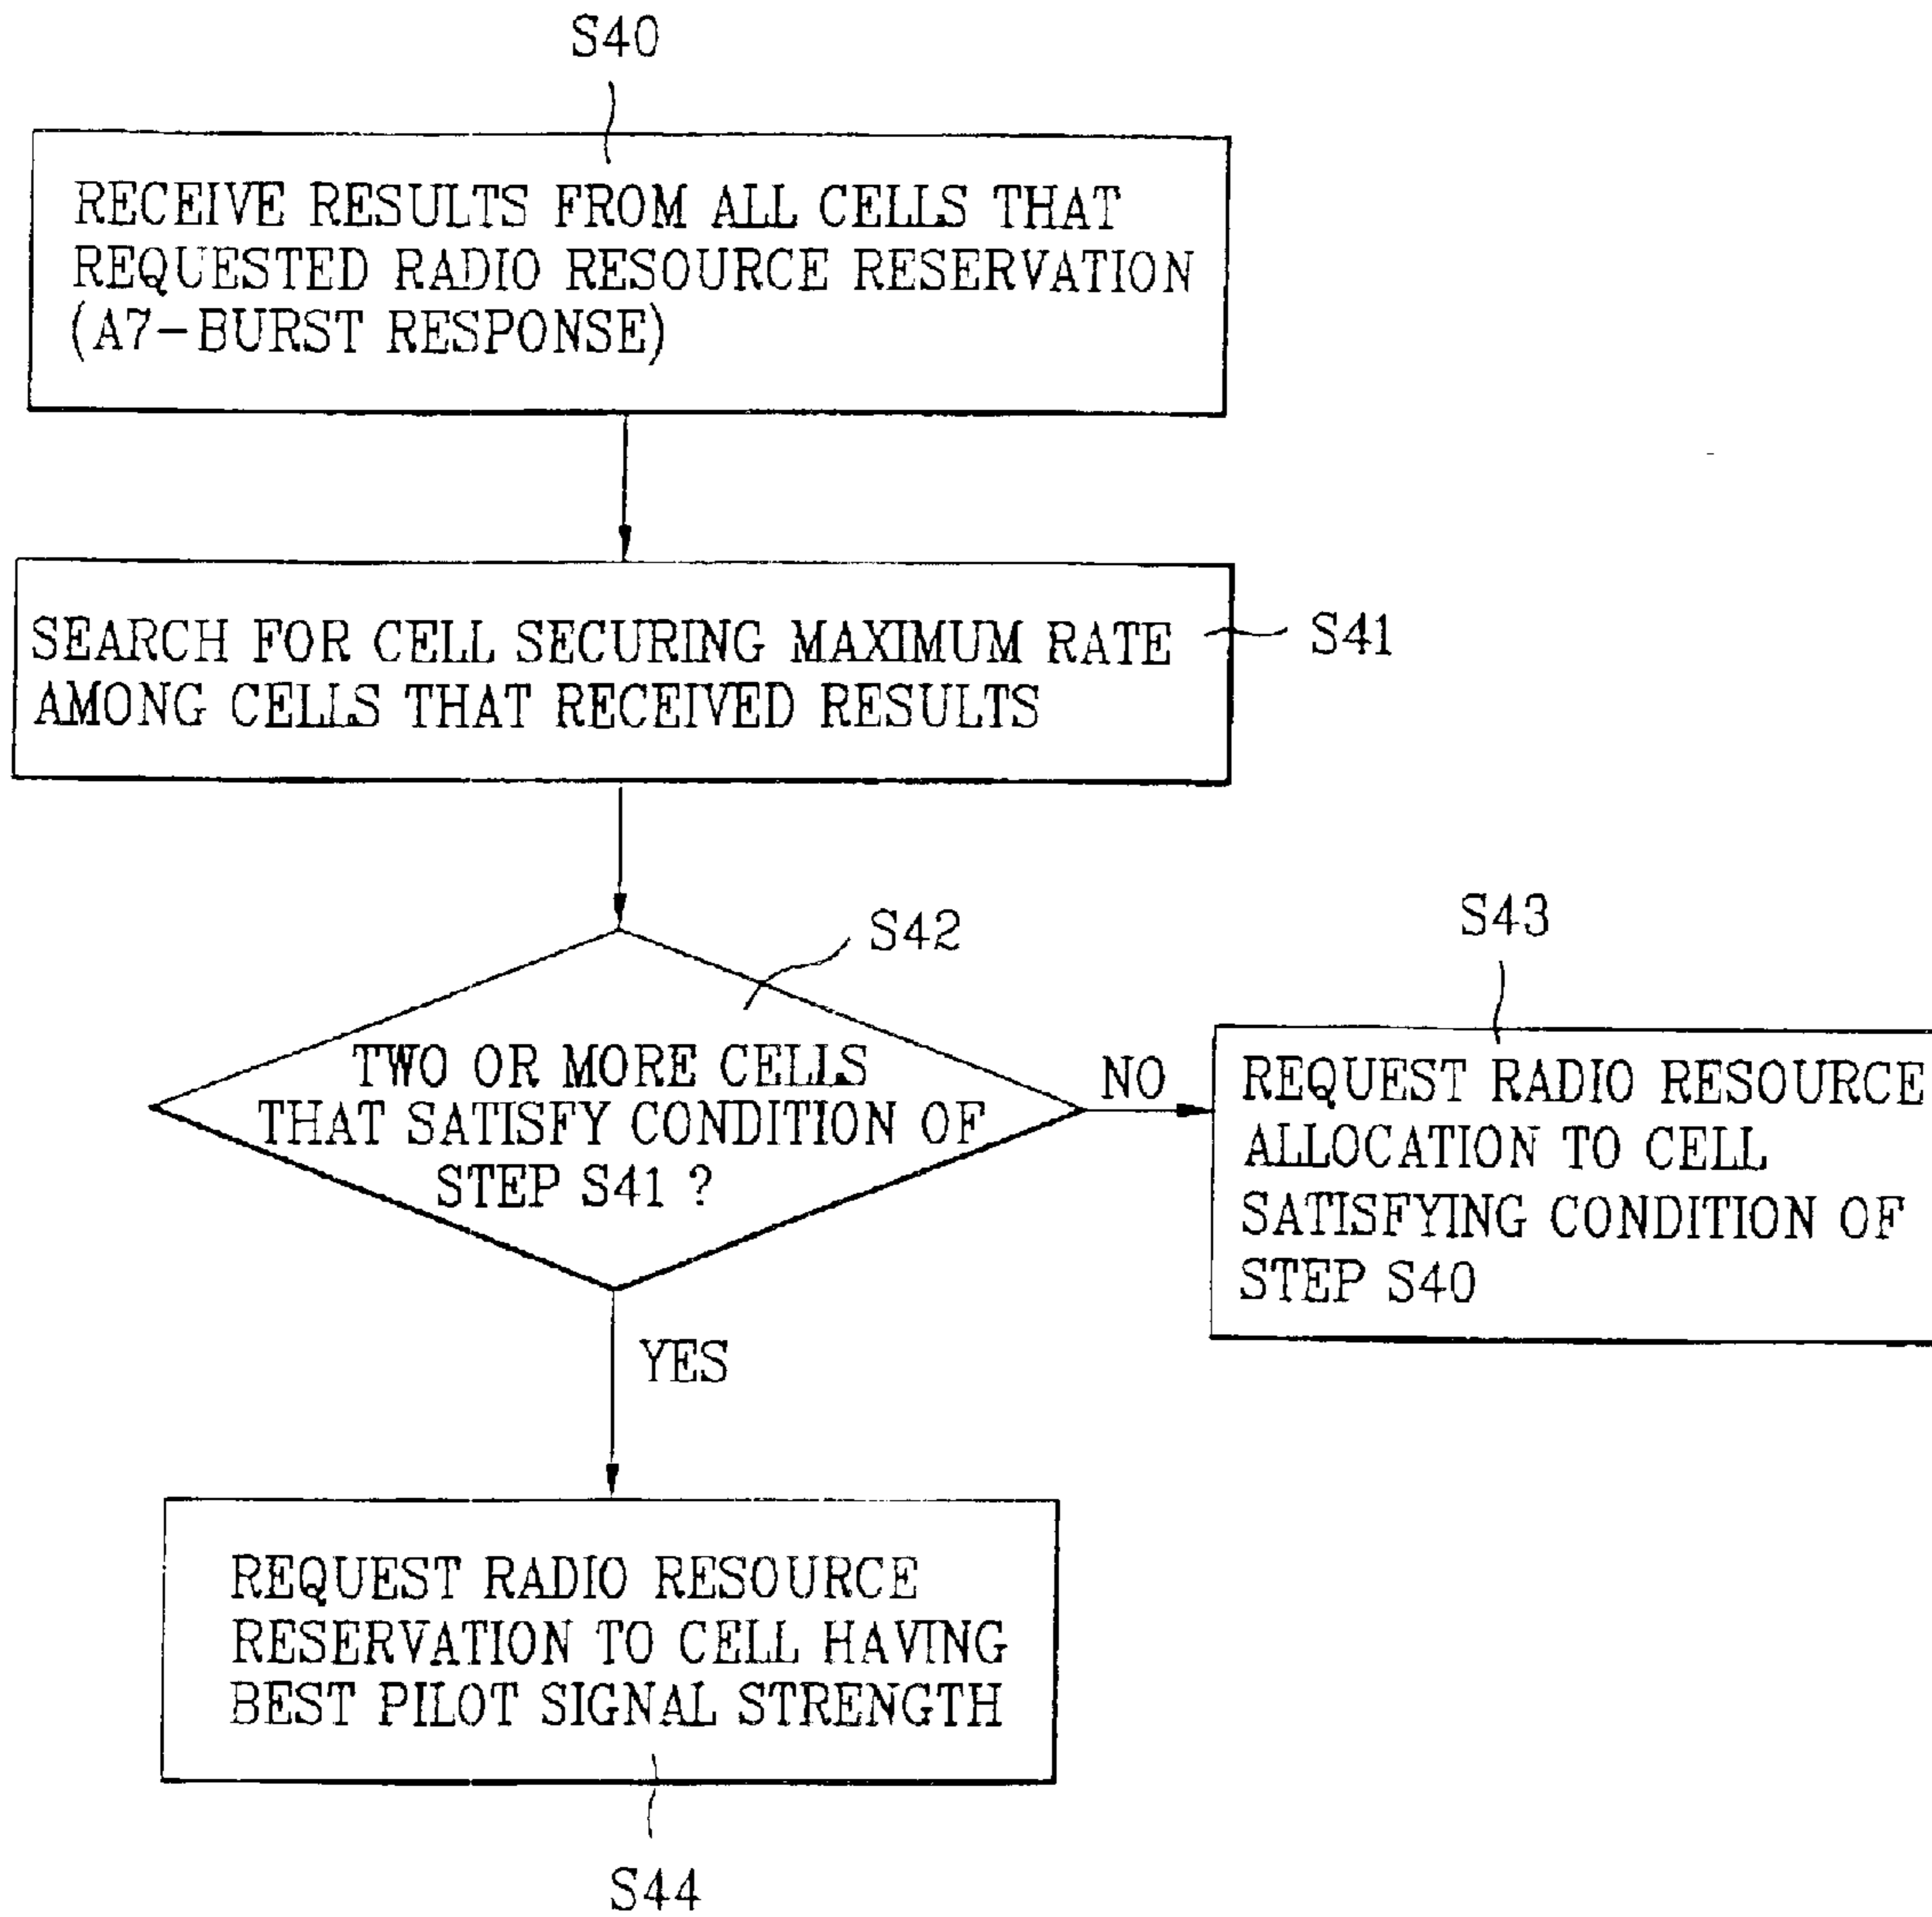 S40
RECEIVE RESULTS FROM ALL CELLS THAT
REQUESTED RADIO RESOURCE RESERVATION
(A7-BURST RESPONSE)
SEARCH FOR CELL SECURING MAXIMUM RATE
AMONG CELLS THAT RECEIVED RESULTS
S41
S42
TWO OR MORE CELLS
THAT SATISFY CONDITION OF
STEP S41 ?
NO
S43
REQUEST RADIO RESOURCE
ALLOCATION TO CELL
SATISFYING CONDITION OF
STEP S40
YES
REQUEST RADIO RESOURCE
RESERVATION TO CELL HAVING
BEST PILOT SIGNAL STRENGTH
S44